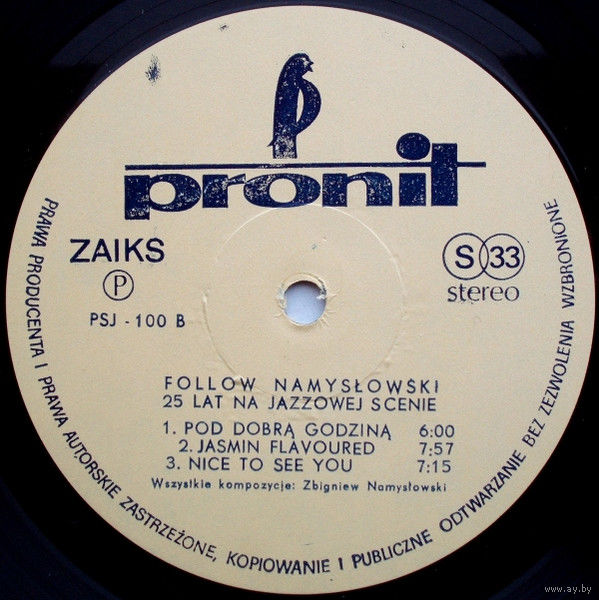 pronit
ZAIKS
P
PSJ - 100 B
S 33
stereo
FOLLOW NAMYSŁOWSKI
25 LAT NA JAZZOWEJ SCENIE
1. POD DOBRĄ GODZINĄ 6:00
2. JASMIN FLAVOURED 7:57
3. NICE TO SEE YOU 7:15
Wszystkie kompozycje: Zbigniew Namysłowski
PRAWA PRODUCENTA I PRAWA AUTORSKIE ZASTRZEŻONE, KOPIOWANIE I PUBLICZNE ODTWARZANIE BEZ ZEZWOLENIA WZBRONIONE
www.ay.by